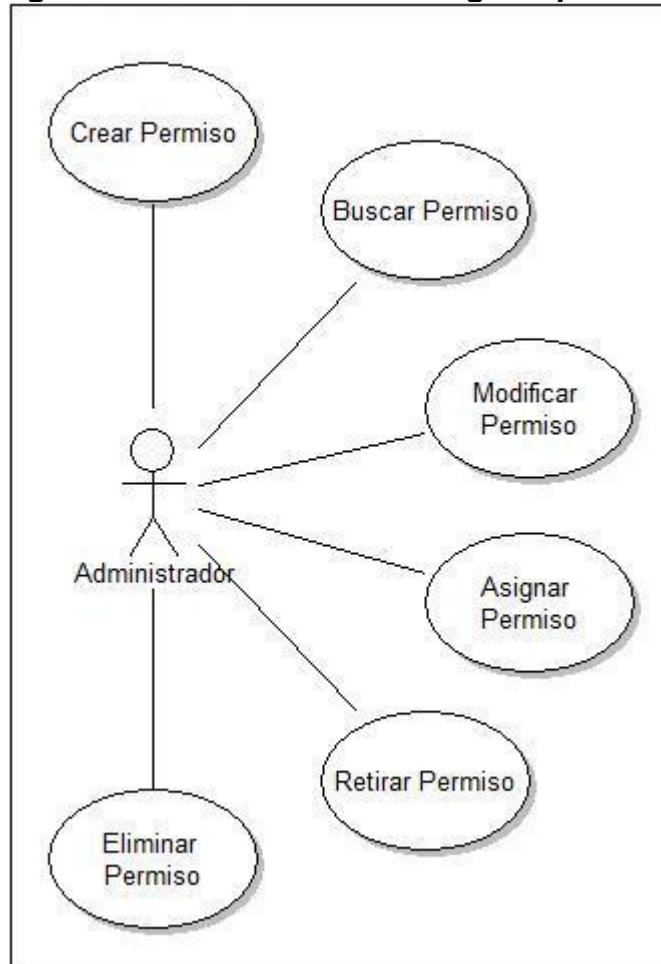 Crear Permiso
Buscar Permiso
Modificar
Permiso
Asignar
Permiso
Administrador
Retirar Permiso
Eliminar
Permiso